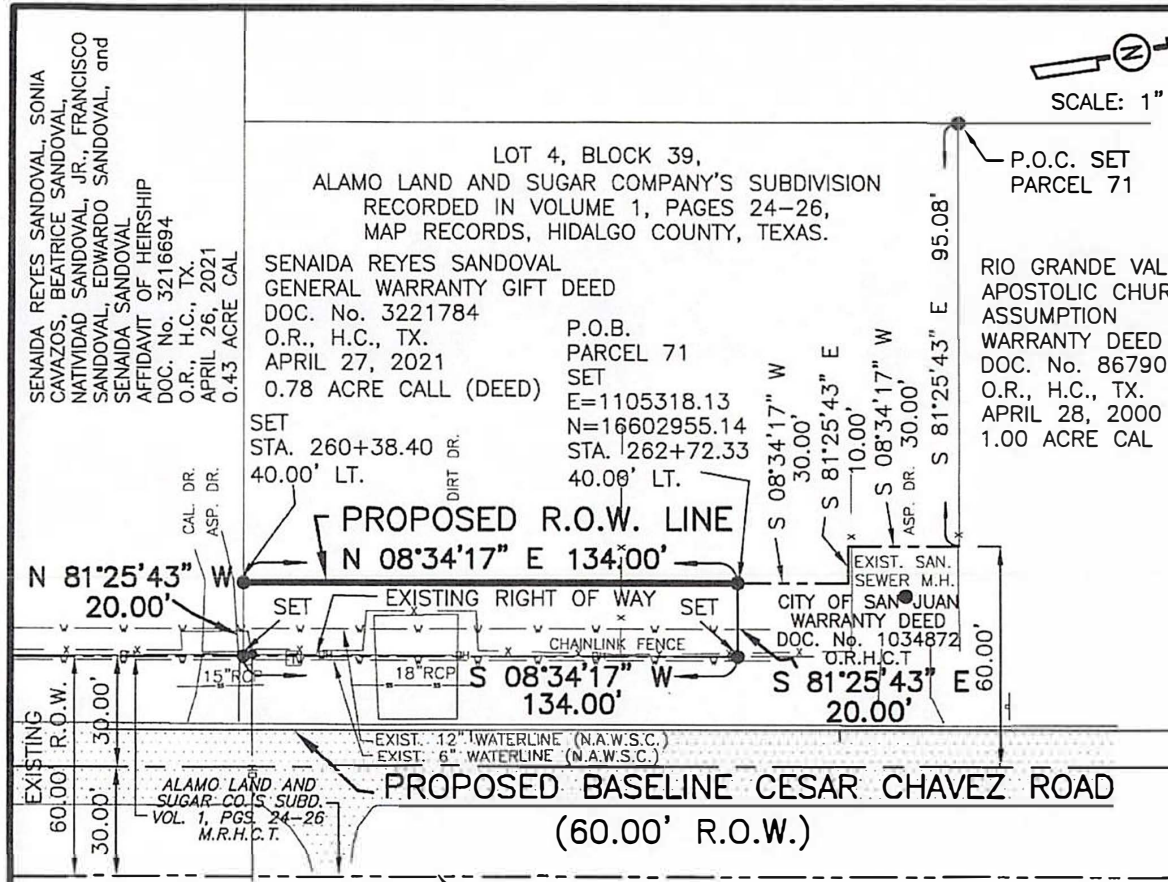 SENAIDA REYES SANDOVAL, SONIA
CAVAZOS, BEATRICE SANDOVAL,
NATIVIDAD SANDOVAL, JR., FRANCISCO
SANDOVAL, EDWARDO SANDOVAL, and
SENAIDA SANDOVAL
AFFIDAVIT OF HEIRSHIP
DOC. No. 3216694
O.R., H.C., TX.
APRIL 26, 2021
0.43 ACRE CAL
N
SCALE: 1"
P.O.C. SET
PARCEL 71
LOT 4, BLOCK 39,
ALAMO LAND AND SUGAR COMPANY'S SUBDIVISION
RECORDED IN VOLUME 1, PAGES 24-26,
MAP RECORDS, HIDALGO COUNTY, TEXAS.
SENAIDA REYES SANDOVAL
GENERAL WARRANTY GIFT DEED
DOC. No. 3221784
O.R., H.C., TX.
APRIL 27, 2021
0.78 ACRE CALL (DEED)
P.O.B.
PARCEL 71
SET
E=1105318.13
N=16602955.14
STA. 262+72.33
40.00' LT.
SET
STA. 260+38.40
40.00' LT.
DIRT DR.
CAL. DR.
ASP. DR.
S 08°34'17" W
30.00'
S 81°25'43" E
10.00'
S 08°34'17" W
30.00'
ASP. DR.
S 81°25'43" E 95.08'
RIO GRANDE VAL
APOSTOLIC CHUR
ASSUMPTION
WARRANTY DEED
DOC. No. 86790
O.R., H.C., TX.
APRIL 28, 2000
1.00 ACRE CAL
PROPOSED R.O.W. LINE
N 08°34'17" E 134.00'
N 81°25'43" W
20.00'
SET
EXISTING RIGHT OF WAY
SET
CHAINLINK FENCE
EXIST. SAN.
SEWER M.H.
CITY OF SAN JUAN
WARRANTY DEED
DOC. No. 1034872
O.R.H.C.T
60.00'
15"RCP
18"RCP
S 08°34'17" W
134.00'
S 81°25'43" E
20.00'
EXIST. 12" WATERLINE (N.A.W.S.C.)
EXIST. 6" WATERLINE (N.A.W.S.C.)
EXISTING
60.00' R.O.W.
30.00'
30.00'
ALAMO LAND AND
SUGAR CO.'S SUBD.
VOL. 1, PGS. 24-26
M.R.H.C.T.
PROPOSED BASELINE CESAR CHAVEZ ROAD
(60.00' R.O.W.)